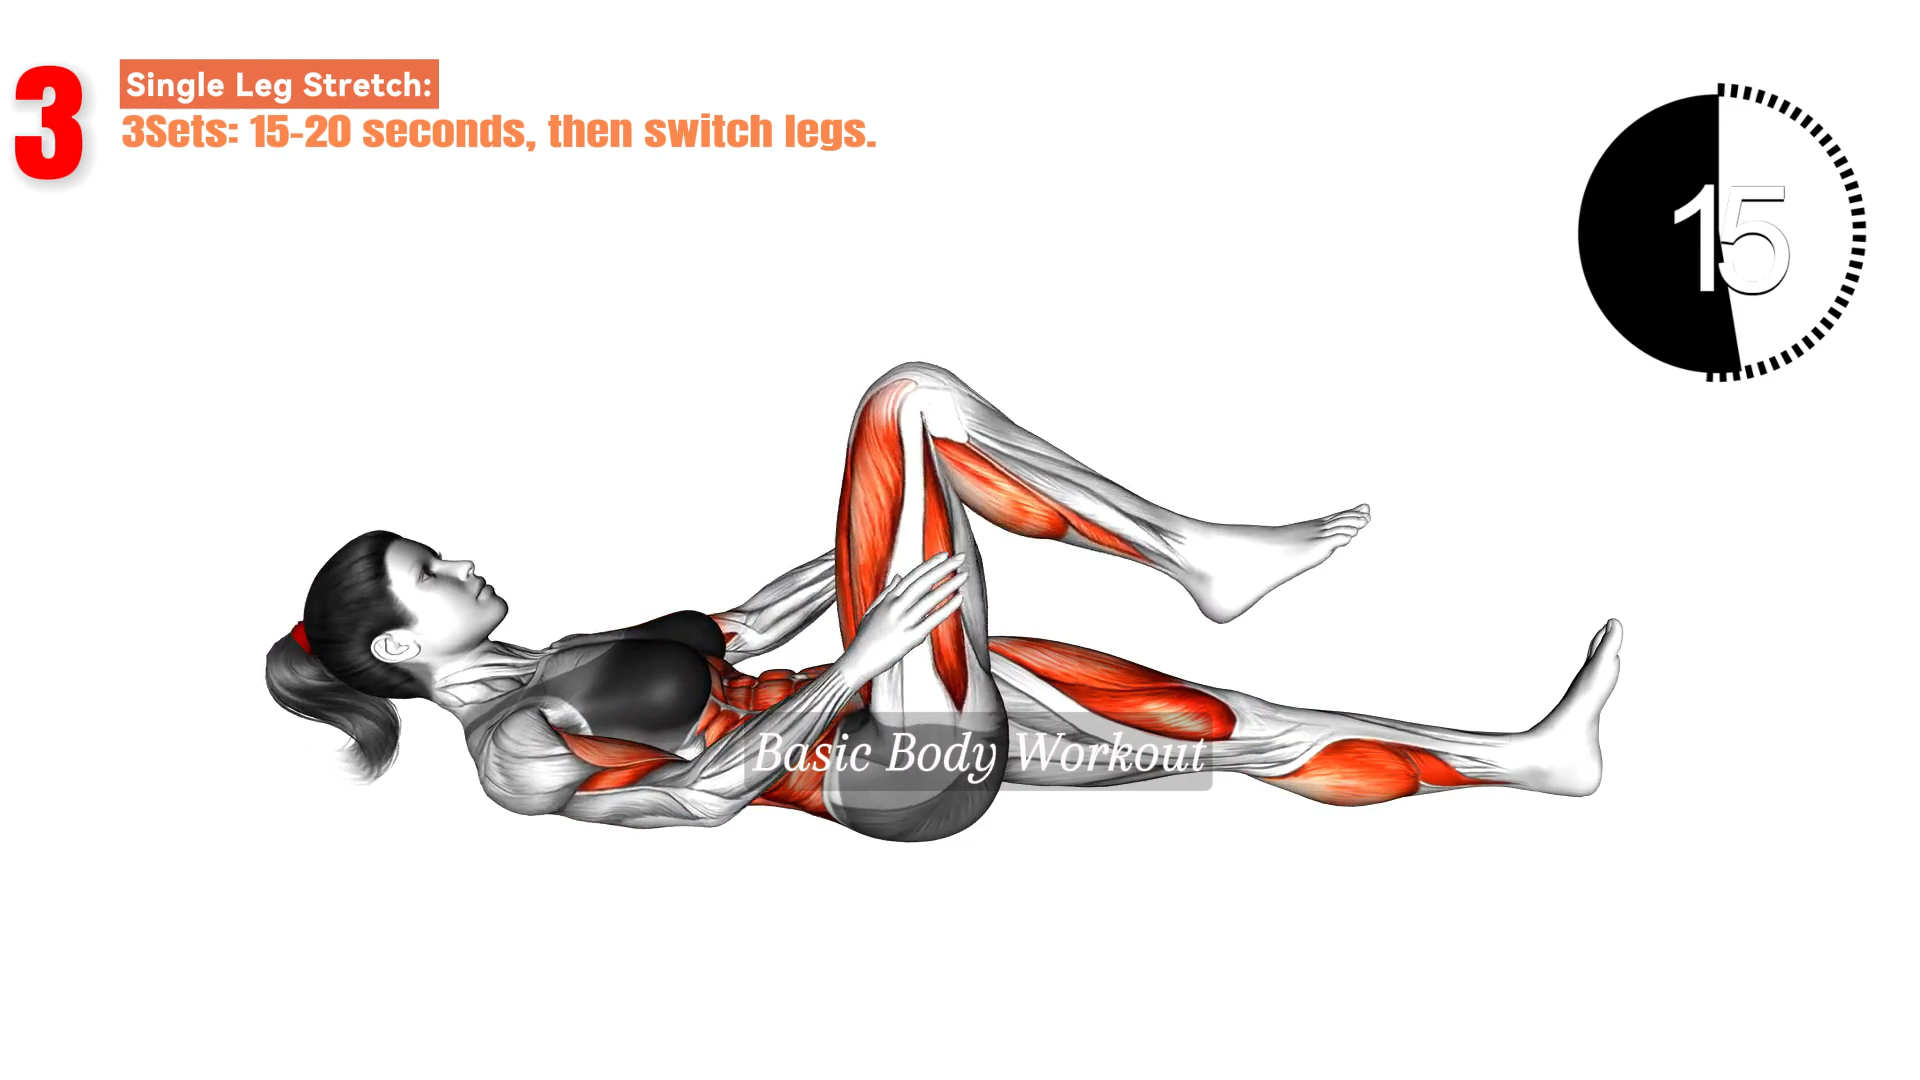 3
Single Leg Stretch:
3Sets: 15-20 seconds, then switch legs.
15
Basic Body Workout